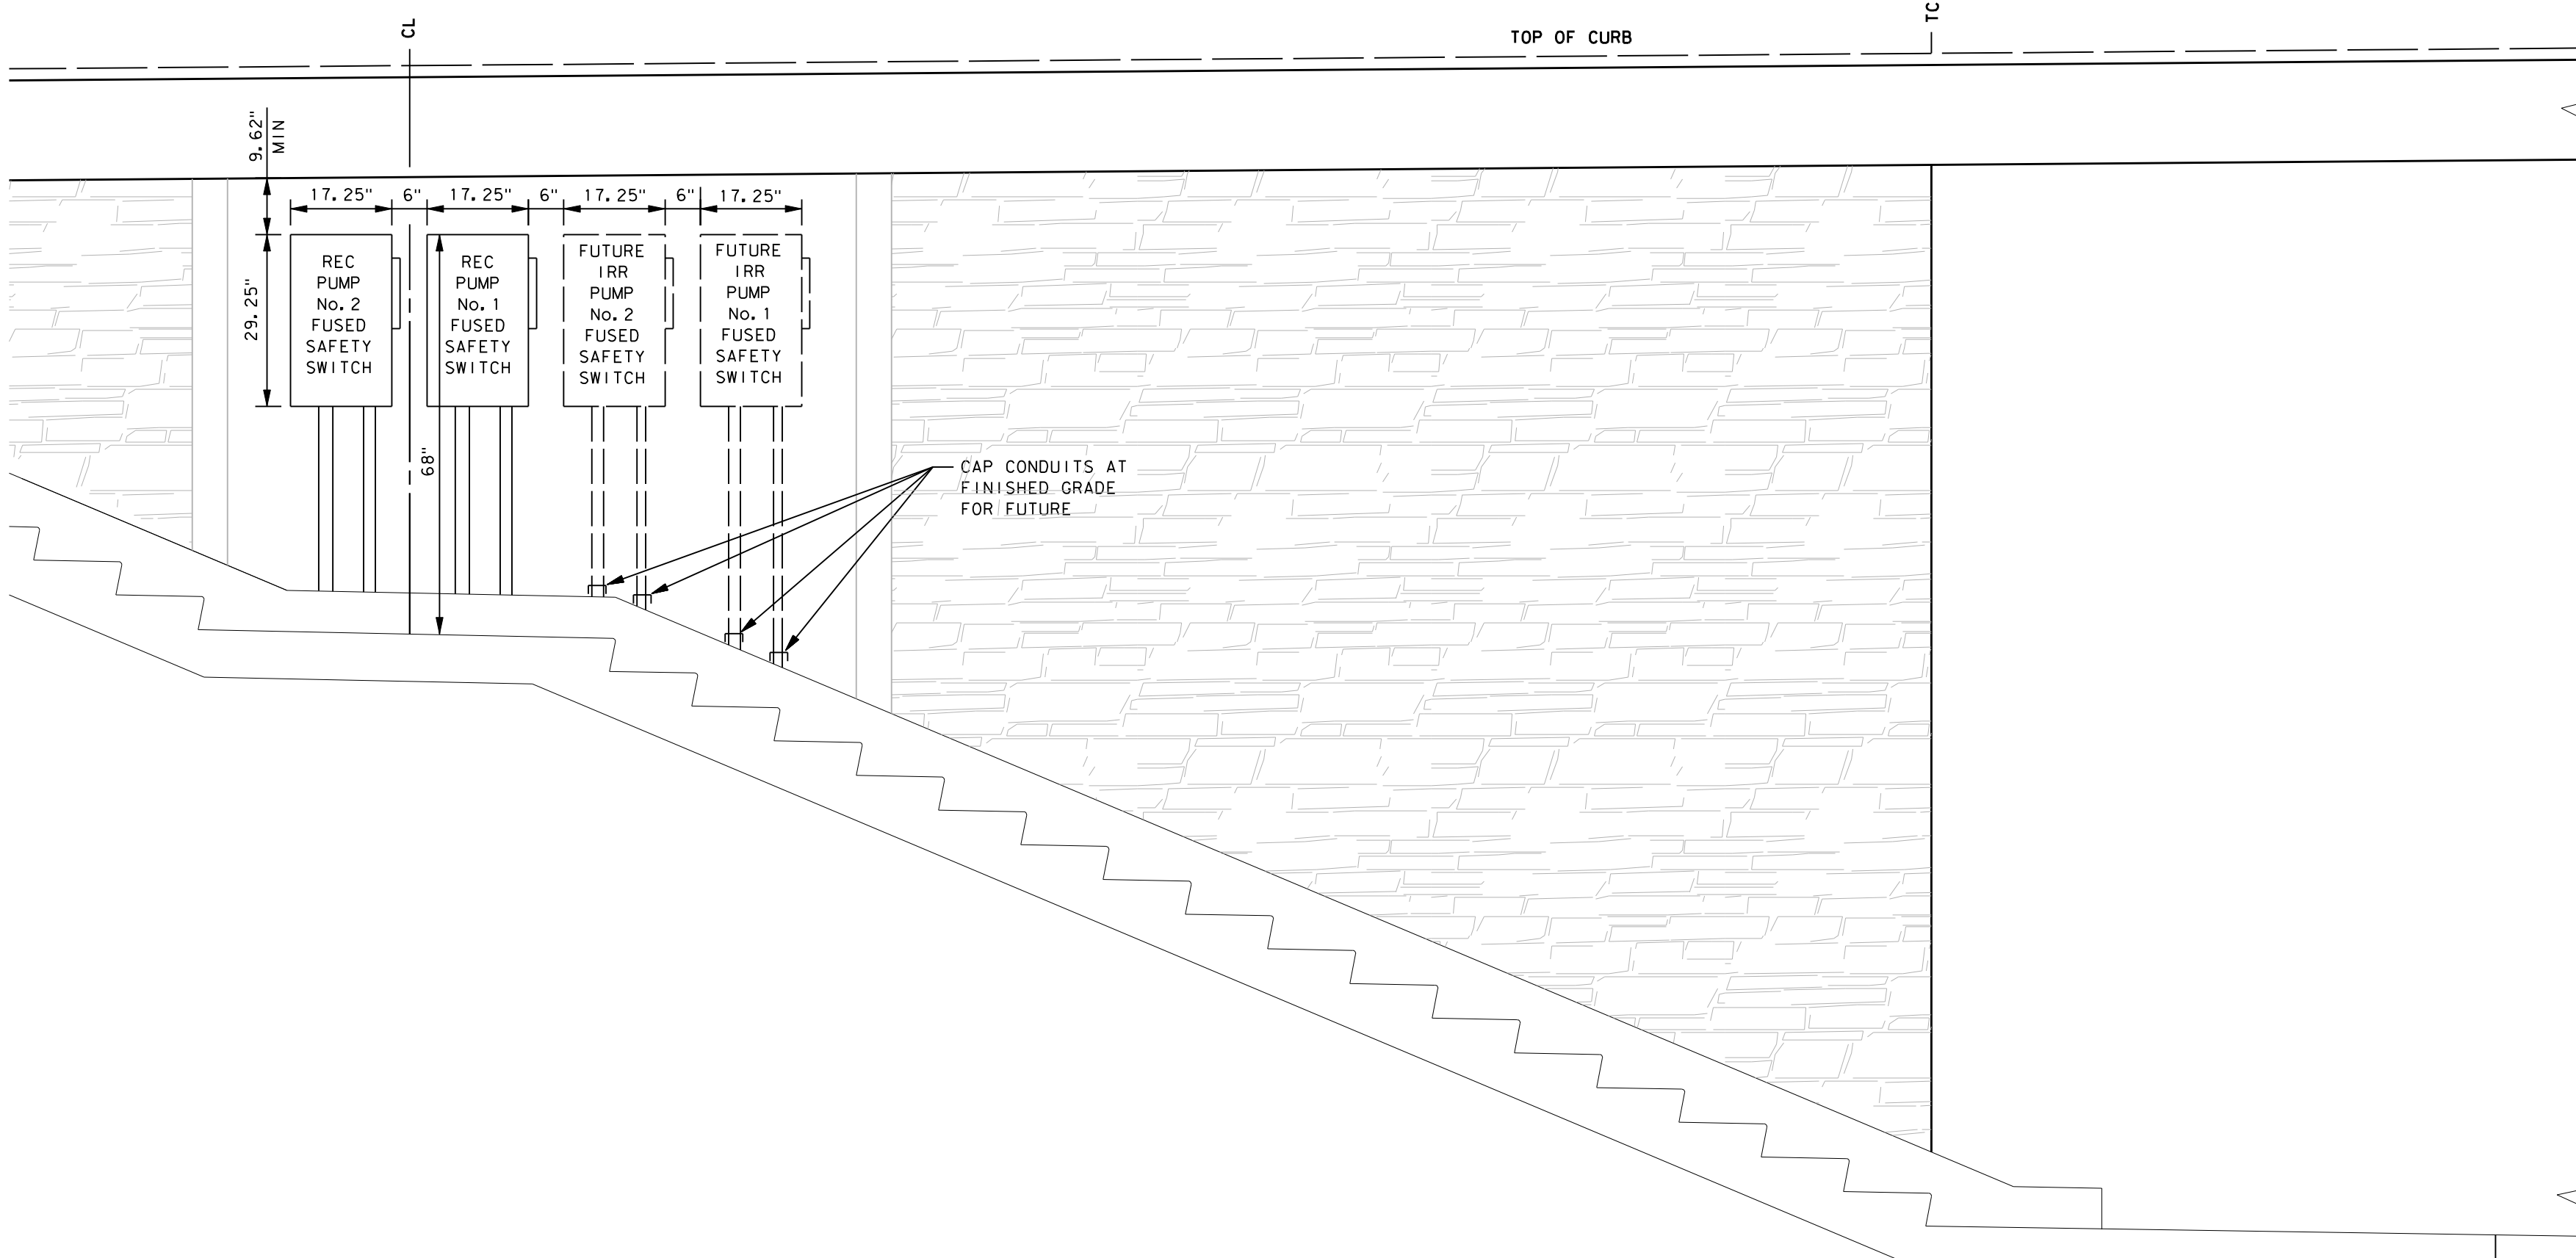 CL
TC
TOP OF CURB
9.62"
MIN
17.25" 6" 17.25" 6" 17.25" 6" 17.25"
29.25"
68"
REC
PUMP
No. 2
FUSED
SAFETY
SWITCH
REC
PUMP
No. 1
FUSED
SAFETY
SWITCH
FUTURE
IRR
PUMP
No. 2
FUSED
SAFETY
SWITCH
FUTURE
IRR
PUMP
No. 1
FUSED
SAFETY
SWITCH
CAP CONDUITS AT
FINISHED GRADE
FOR FUTURE